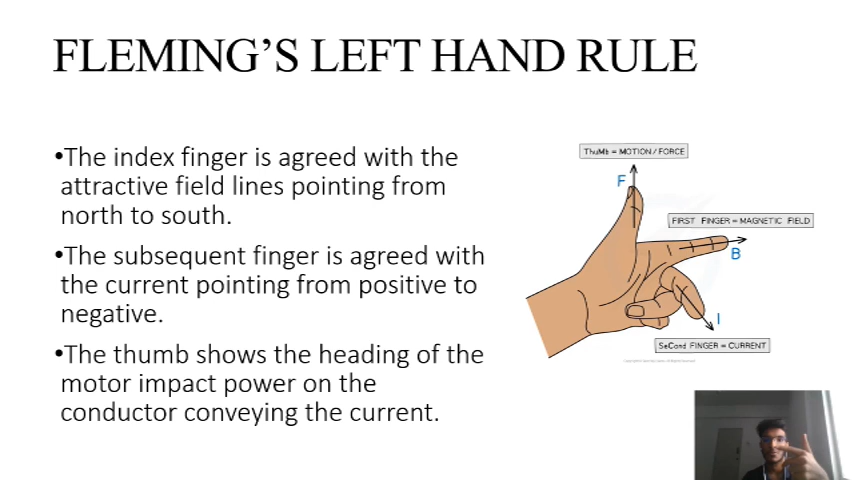 FLEMING’S LEFT HAND RULE
•The index finger is agreed with the
attractive field lines pointing from
north to south.
•The subsequent finger is agreed with
the current pointing from positive to
negative.
•The thumb shows the heading of the
motor impact power on the
conductor conveying the current.
ThuMb = MOTION / FORCE
F
FIRST FINGER = MAGNETIC FIELD
B
I
SeCond FINGER = CURRENT